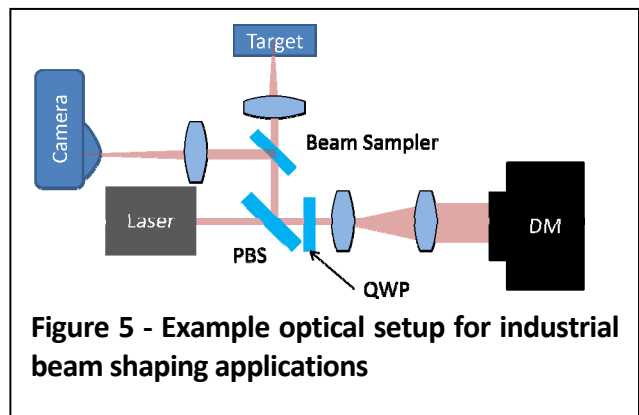 Target
Camera
Beam Sampler
Laser
PBS
DM
QWP
Figure 5 - Example optical setup for industrial
beam shaping applications